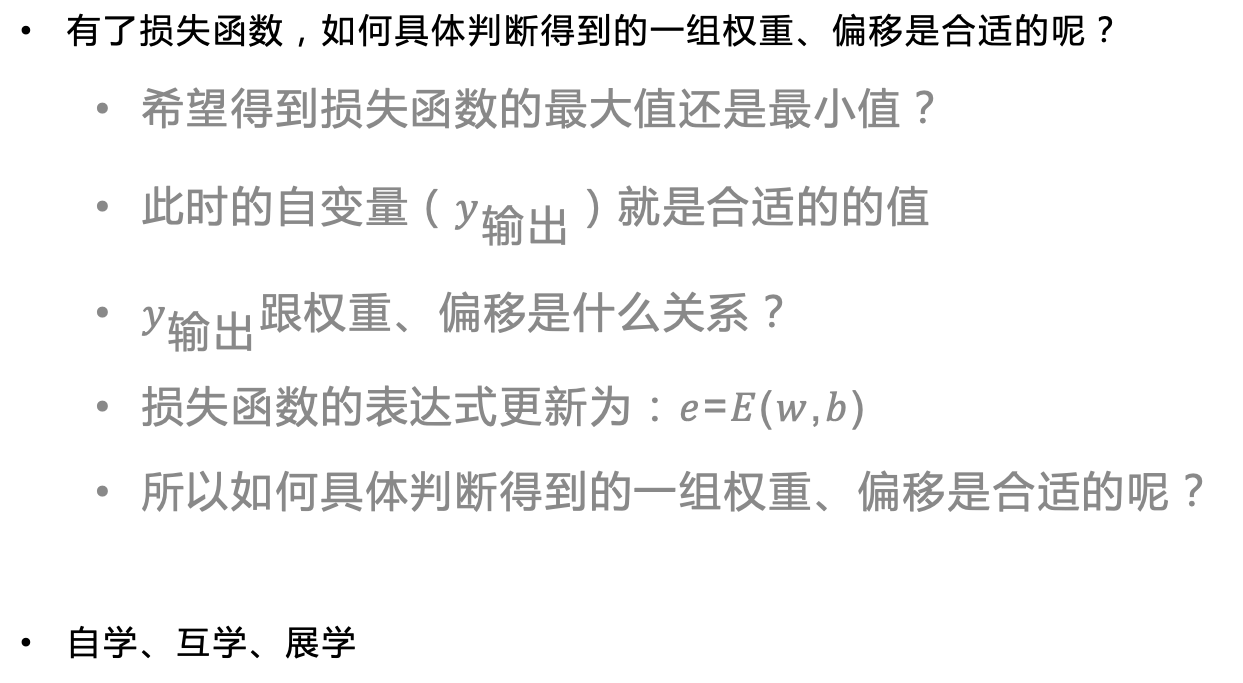 • 有了损失函数，如何具体判断得到的一组权重、偏移是合适的呢？
• 希望得到损失函数的最大值还是最小值？
• 此时的自变量（y输出）就是合适的的值
• y输出跟权重、偏移是什么关系？
• 损失函数的表达式更新为：e=E(w,b)
• 所以如何具体判断得到的一组权重、偏移是合适的呢？
• 自学、互学、展学